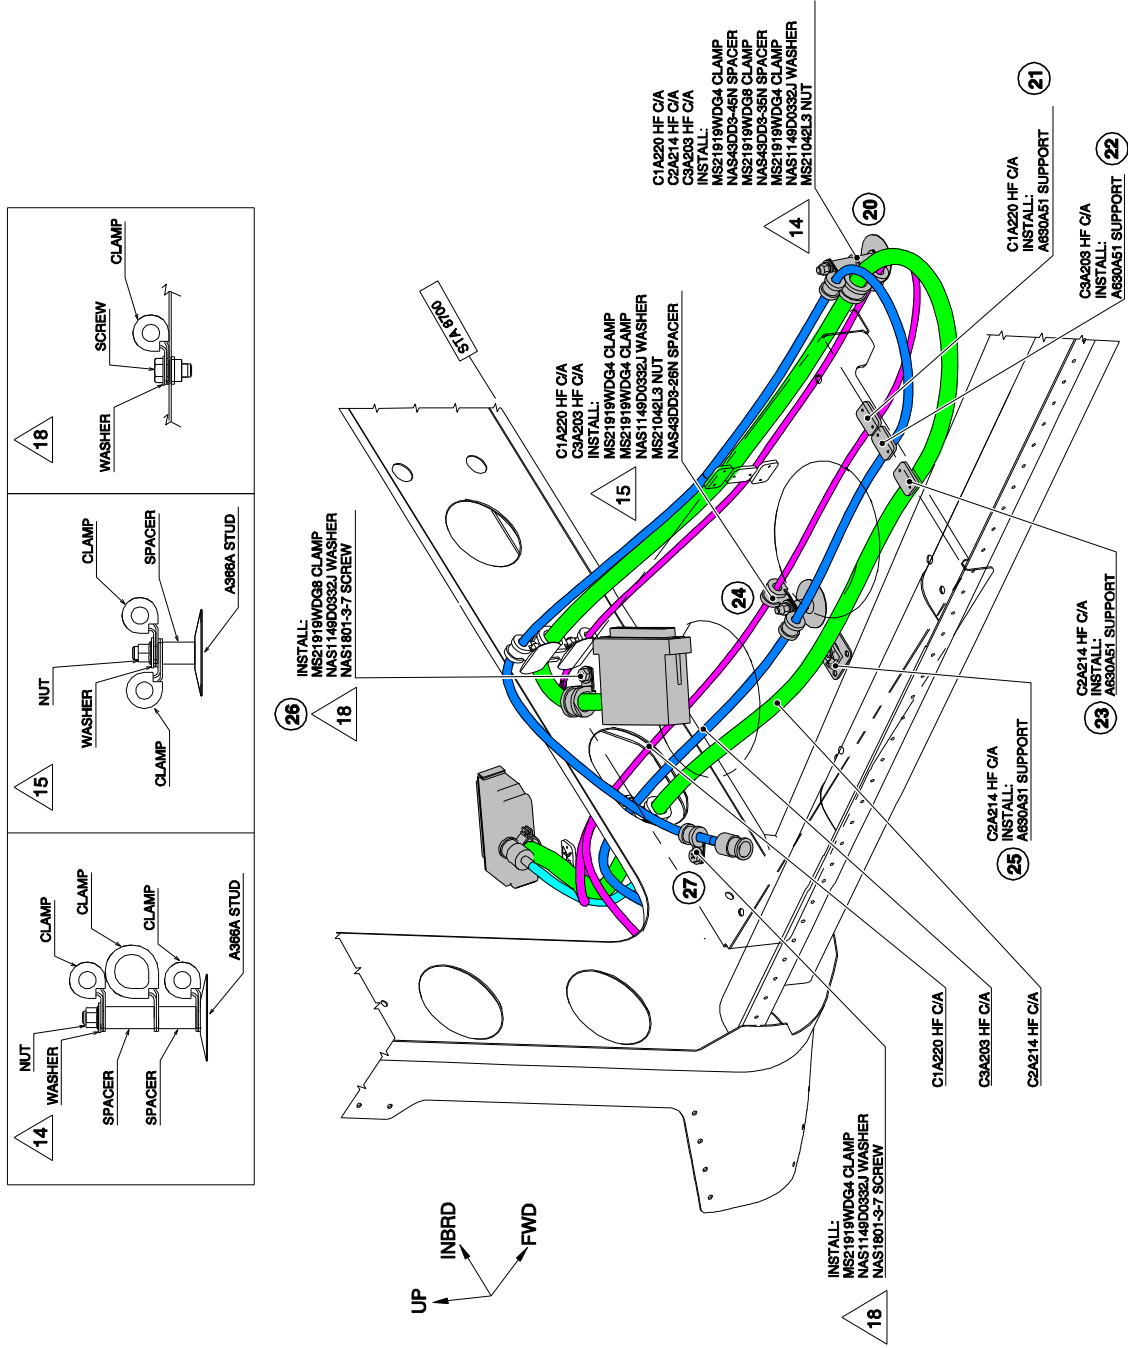 14
NUT
WASHER
SPACER
SPACER
CLAMP
CLAMP
CLAMP
A366A STUD
15
NUT
WASHER
CLAMP
CLAMP
SPACER
A366A STUD
18
WASHER
SCREW
CLAMP
26
18
INSTALL:
MS21919WDG8 CLAMP
NAS1149D0332J WASHER
NAS1801-3-7 SCREW
STA 8700
15
C1A220 HF C/A
C3A203 HF C/A
INSTALL:
MS21919WDG4 CLAMP
MS21919WDG4 CLAMP
NAS1149D0332J WASHER
MS21042L3 NUT
NAS43DD3-26N SPACER
24
14
C1A220 HF C/A
C2A214 HF C/A
C3A203 HF C/A
INSTALL:
MS21919WDG4 CLAMP
NAS43DD3-45N SPACER
MS21919WDG8 CLAMP
NAS43DD3-35N SPACER
MS21919WDG4 CLAMP
NAS1149D0332J WASHER
MS21042L3 NUT
20
21
C1A220 HF C/A
INSTALL:
A630A51 SUPPORT
22
C3A203 HF C/A
INSTALL:
A630A51 SUPPORT
23
C2A214 HF C/A
INSTALL:
A630A51 SUPPORT
25
C2A214 HF C/A
INSTALL:
A630A31 SUPPORT
27
C1A220 HF C/A
C3A203 HF C/A
C2A214 HF C/A
UP
INBRD
FWD
18
INSTALL:
MS21919WDG4 CLAMP
NAS1149D0332J WASHER
NAS1801-3-7 SCREW